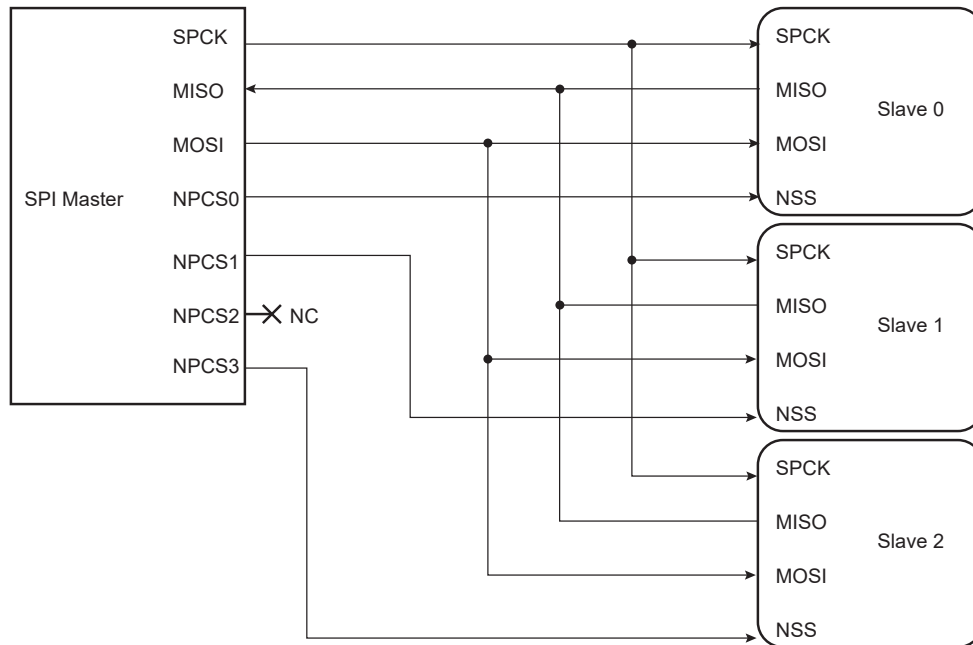 SPI Master
SPCK
MISO
MOSI
NPCS0
NPCS1
NPCS2
NC
NPCS3
SPCK
MISO
MOSI
NSS
Slave 0
SPCK
MISO
MOSI
NSS
Slave 1
SPCK
MISO
MOSI
NSS
Slave 2